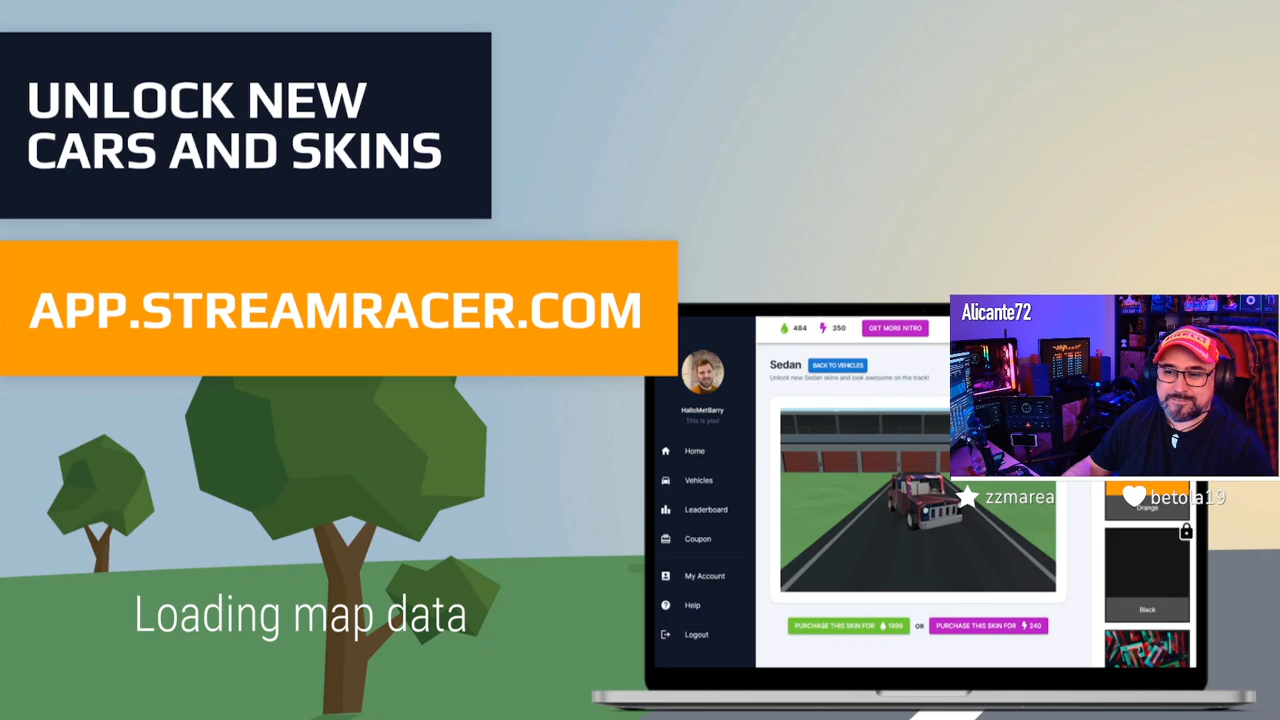 UNLOCK NEW
CARS AND SKINS
APP.STREAMRACER.COM
Loading map data
484
350
GET MORE NITRO
Sedan
BACK TO VEHICLES
Unlock new Sedan skins and look awesome on the track!
HalloMetBarry
This is you!
Home
Vehicles
Leaderboard
Coupon
My Account
Help
Logout
PURCHASE THIS SKIN FOR 1999
OR
PURCHASE THIS SKIN FOR 240
Alicante72
zzmarea
betola19
Orange
Black